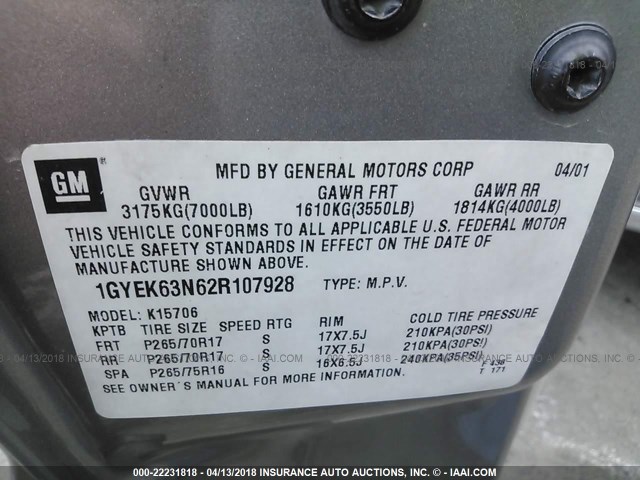 GM
MFD BY GENERAL MOTORS CORP 04/01
GVWR GAWR FRT GAWR RR
3175KG(7000LB) 1610KG(3550LB) 1814KG(4000LB)
THIS VEHICLE CONFORMS TO ALL APPLICABLE U.S. FEDERAL MOTOR
VEHICLE SAFETY STANDARDS IN EFFECT ON THE DATE OF
MANUFACTURE SHOWN ABOVE.
1GYEK63N62R107928 TYPE: M.P.V.
MODEL: K15706
KPTB TIRE SIZE SPEED RTG RIM COLD TIRE PRESSURE
FRT P265/70R17 S 17X7.5J 210KPA(30PSI)
RR P265/70R17 S 17X7.5J 210KPA(30PSI)
SPA P265/75R16 S 16X6.5J 240KPA(35PSI)
SEE OWNER'S MANUAL FOR MORE INFORMATION.
T 171
000-22231818 - 04/13/2018 INSURANCE AUTO AUCTIONS, INC. - IAAI.COM